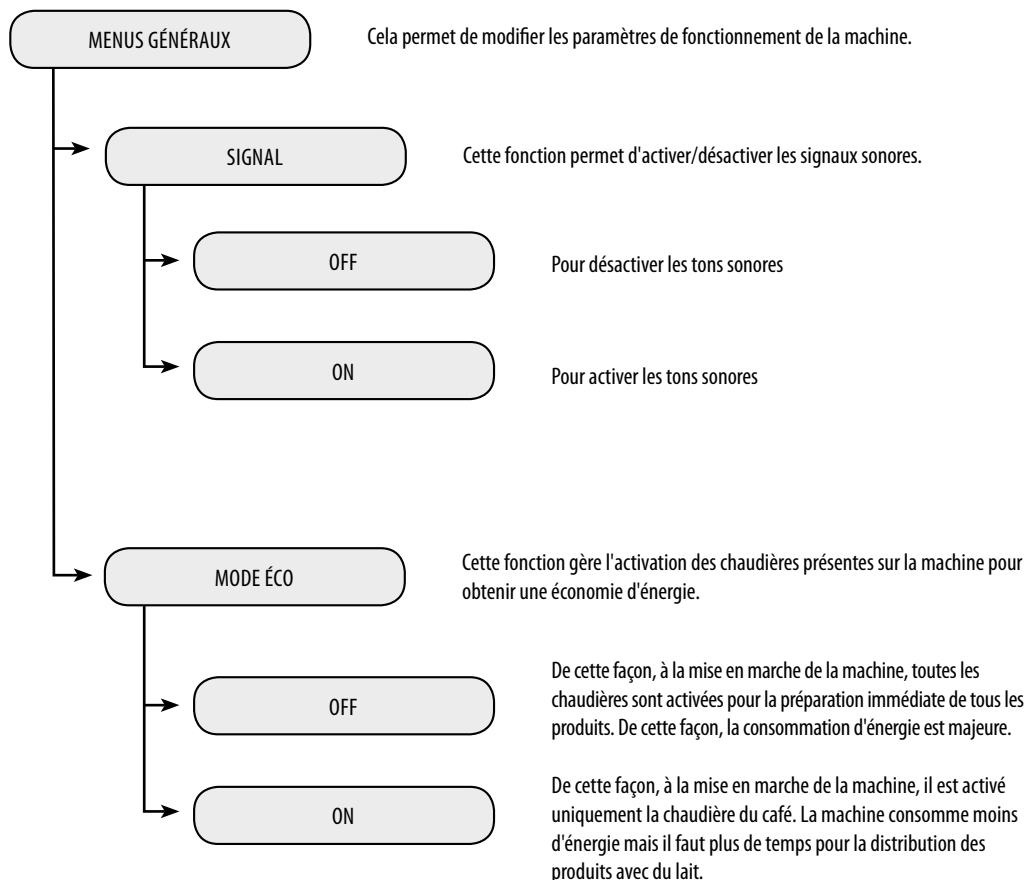 MENUS GÉNÉRAUX
Cela permet de modifier les paramètres de fonctionnement de la machine.
SIGNAL
Cette fonction permet d'activer/désactiver les signaux sonores.
OFF
Pour désactiver les tons sonores
ON
Pour activer les tons sonores
MODE ÉCO
Cette fonction gère l'activation des chaudières présentes sur la machine pour
obtenir une économie d'énergie.
OFF
De cette façon, à la mise en marche de la machine, toutes les
chaudières sont activées pour la préparation immédiate de tous les
produits. De cette façon, la consommation d'énergie est majeure.
ON
De cette façon, à la mise en marche de la machine, il est activé
uniquement la chaudière du café. La machine consomme moins
d'énergie mais il faut plus de temps pour la distribution des
produits avec du lait.